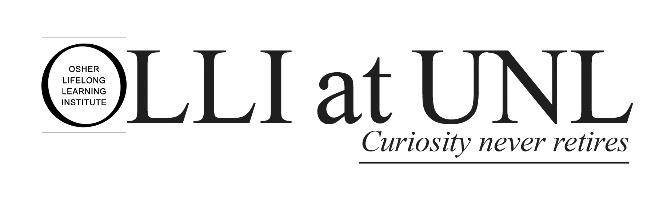 OSHER
LIFELONG
LEARNING
INSTITUTE
OLLI at UNL
Curiosity never retires